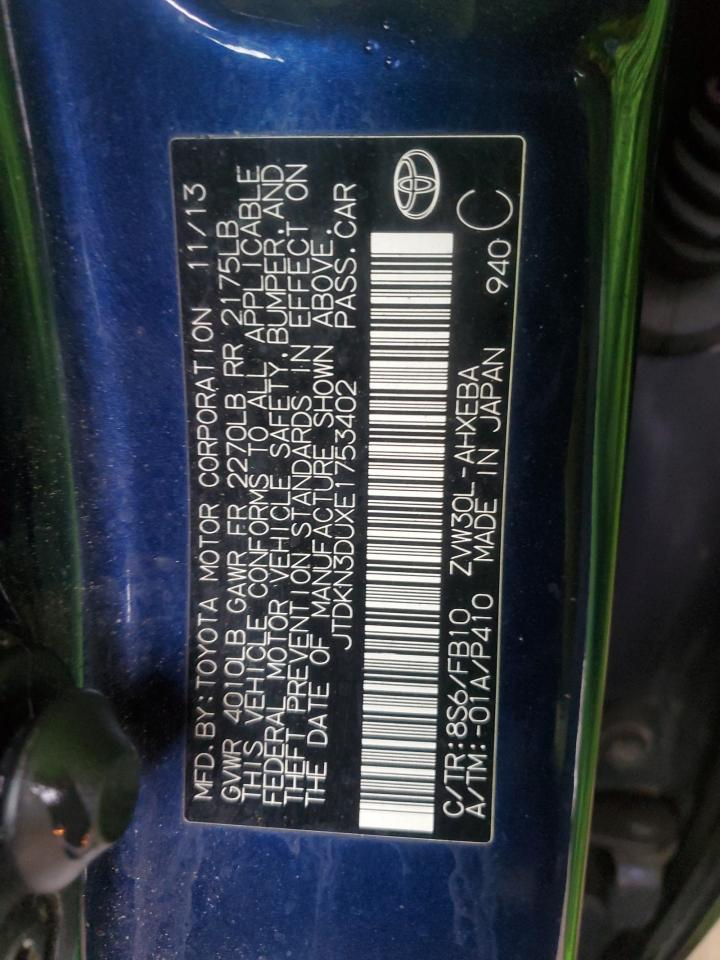 MFD.BY:TOYOTA MOTOR CORPORATION 11/13
GVWR 4010LB GAWR FR 2270LB RR 2175LB
THIS VEHICLE CONFORMS TO ALL APPLICABLE
FEDERAL MOTOR VEHICLE SAFETY,BUMPER,AND
THEFT PREVENTION STANDARDS IN EFFECT ON
THE DATE OF MANUFACTURE SHOWN ABOVE.
JTDKN3DUXE1753402 PASS.CAR
C/TR:8S6/FB10 ZVW30L-AHXEBA
A/TM:-01A/P410 MADE IN JAPAN 940 C